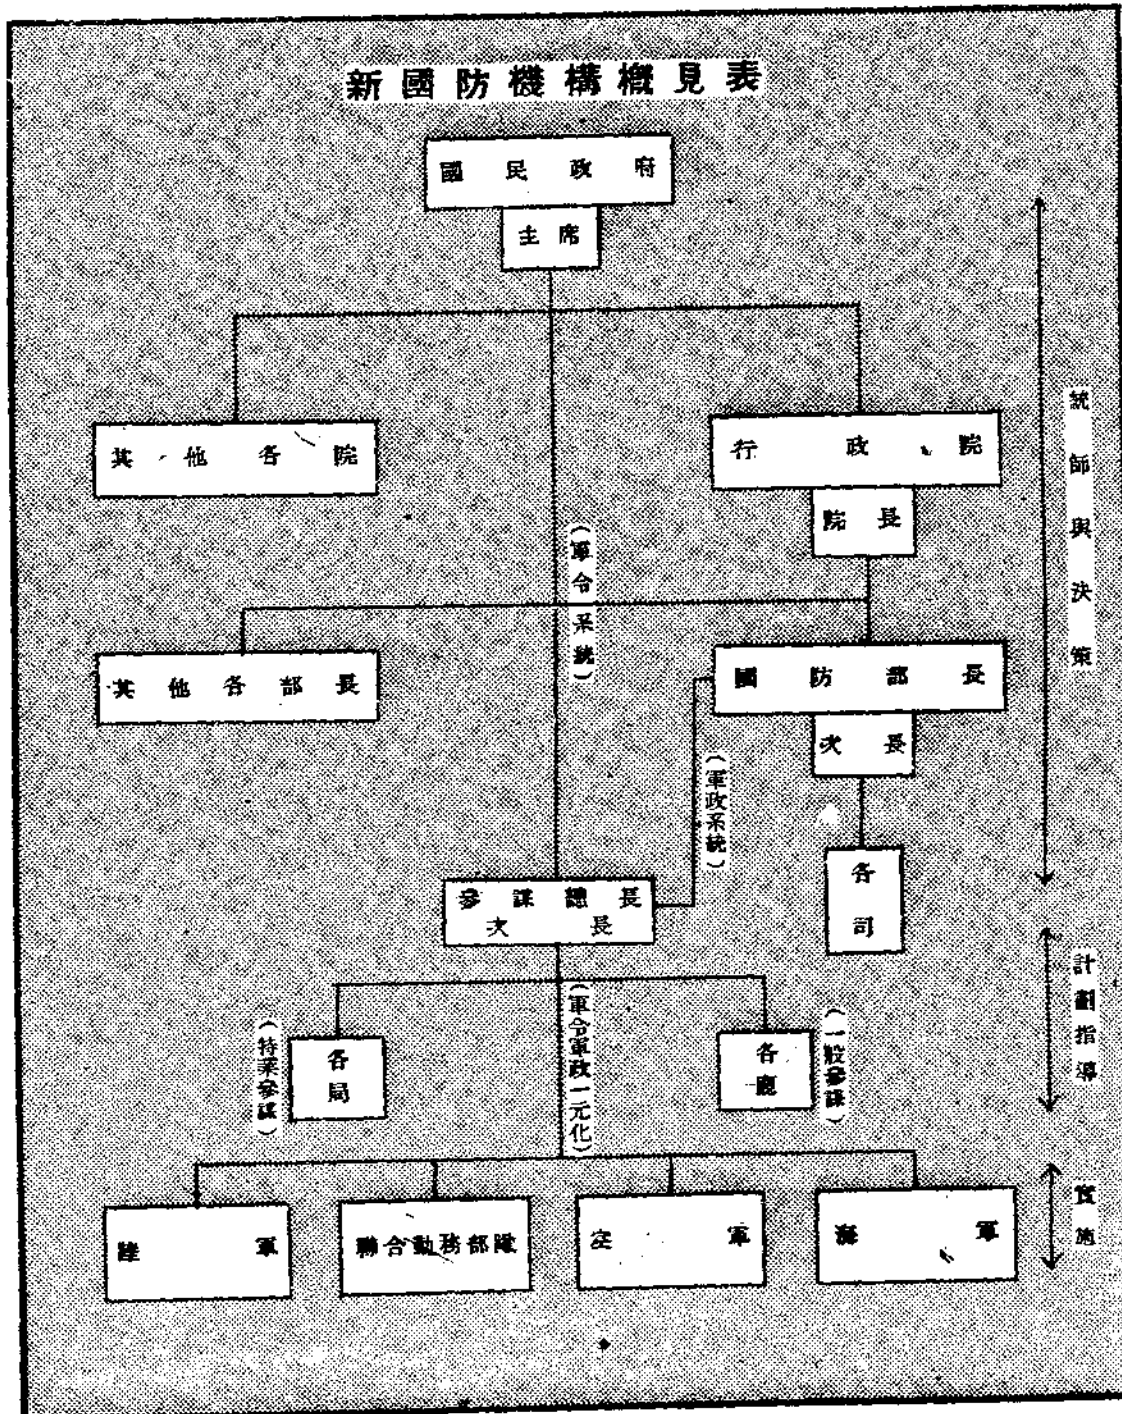 新國防機構概見表
國民政府
主席
其他各院
行政院
院長
(軍令系統)
其他各部長
國防部長
次長
(軍政系統)
各司
參謀總長
次長
統師與決策
計劃指導
實施
(特業參謀)
各局
(軍令軍政一元化)
各廳
(一般參謀)
陸軍
聯合勤務部隊
空軍
海軍